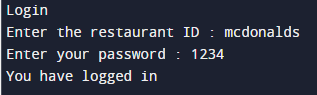 Login
Enter the restaurant ID : mcdonalds
Enter your password : 1234
You have logged in